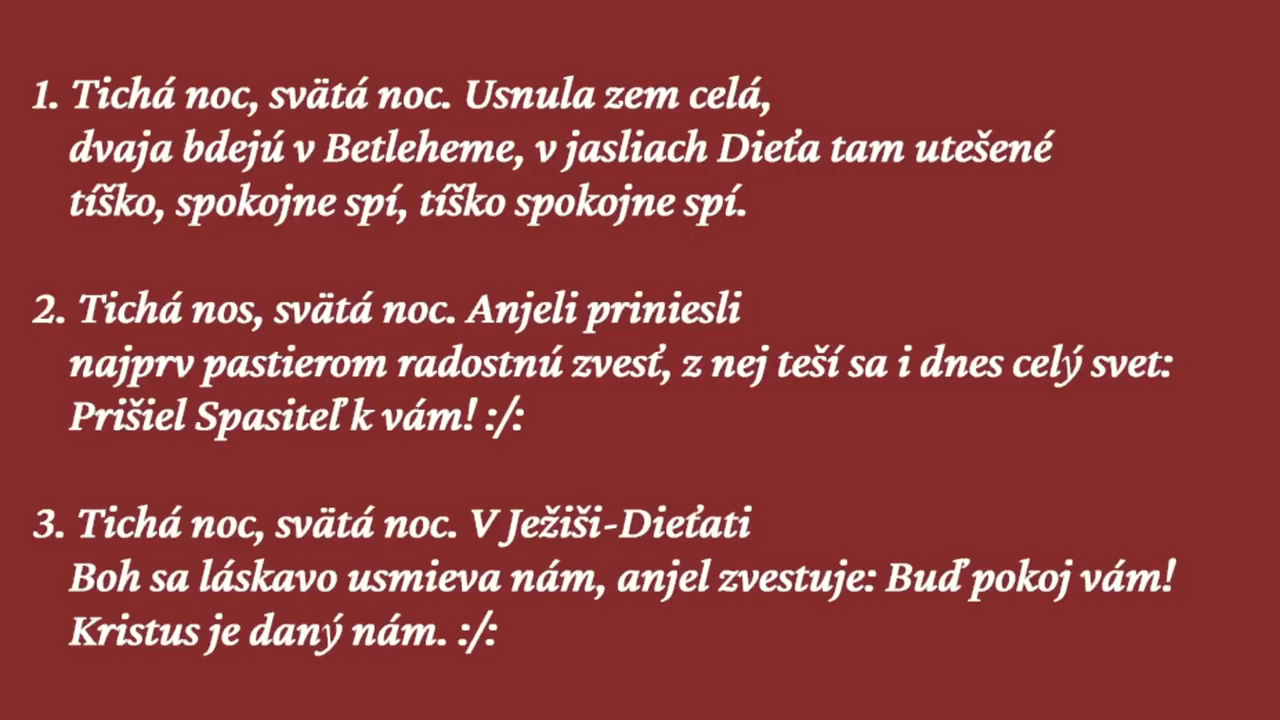 1. Tichá noc, svätá noc. Usnula zem celá,
dvaja bdejú v Betleheme, v jasliach Dieťa tam utešené
tíško, spokojne spí, tíško spokojne spí.
2. Tichá nos, svätá noc. Anjeli priniesli
najprv pastierom radostnú zvesť, z nej teší sa i dnes celý svet:
Prišiel Spasiteľ k vám! :/:
3. Tichá noc, svätá noc. V Ježiši-Dieťati
Boh sa láskavo usmieva nám, anjel zvestuje: Buď pokoj vám!
Kristus je daný nám. :/: